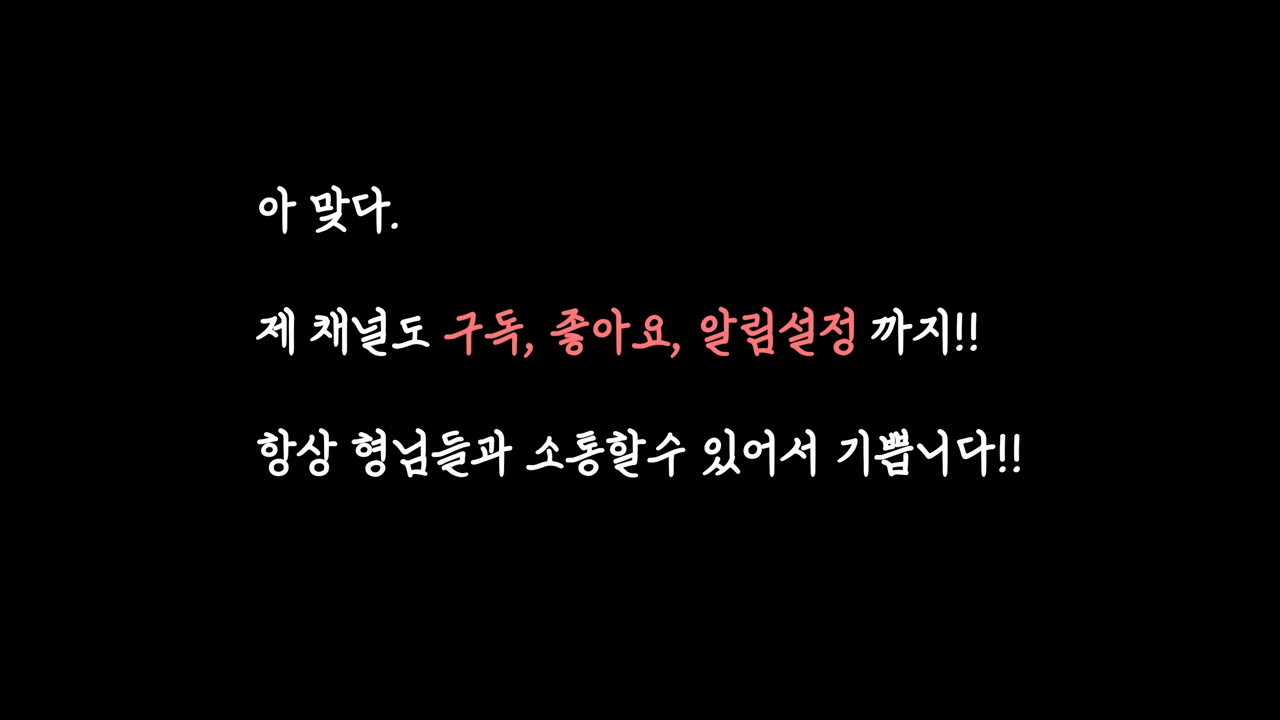 아 맞다.
제 채널도 구독, 좋아요, 알림설정 까지!!
항상 형님들과 소통할수 있어서 기쁩니다!!